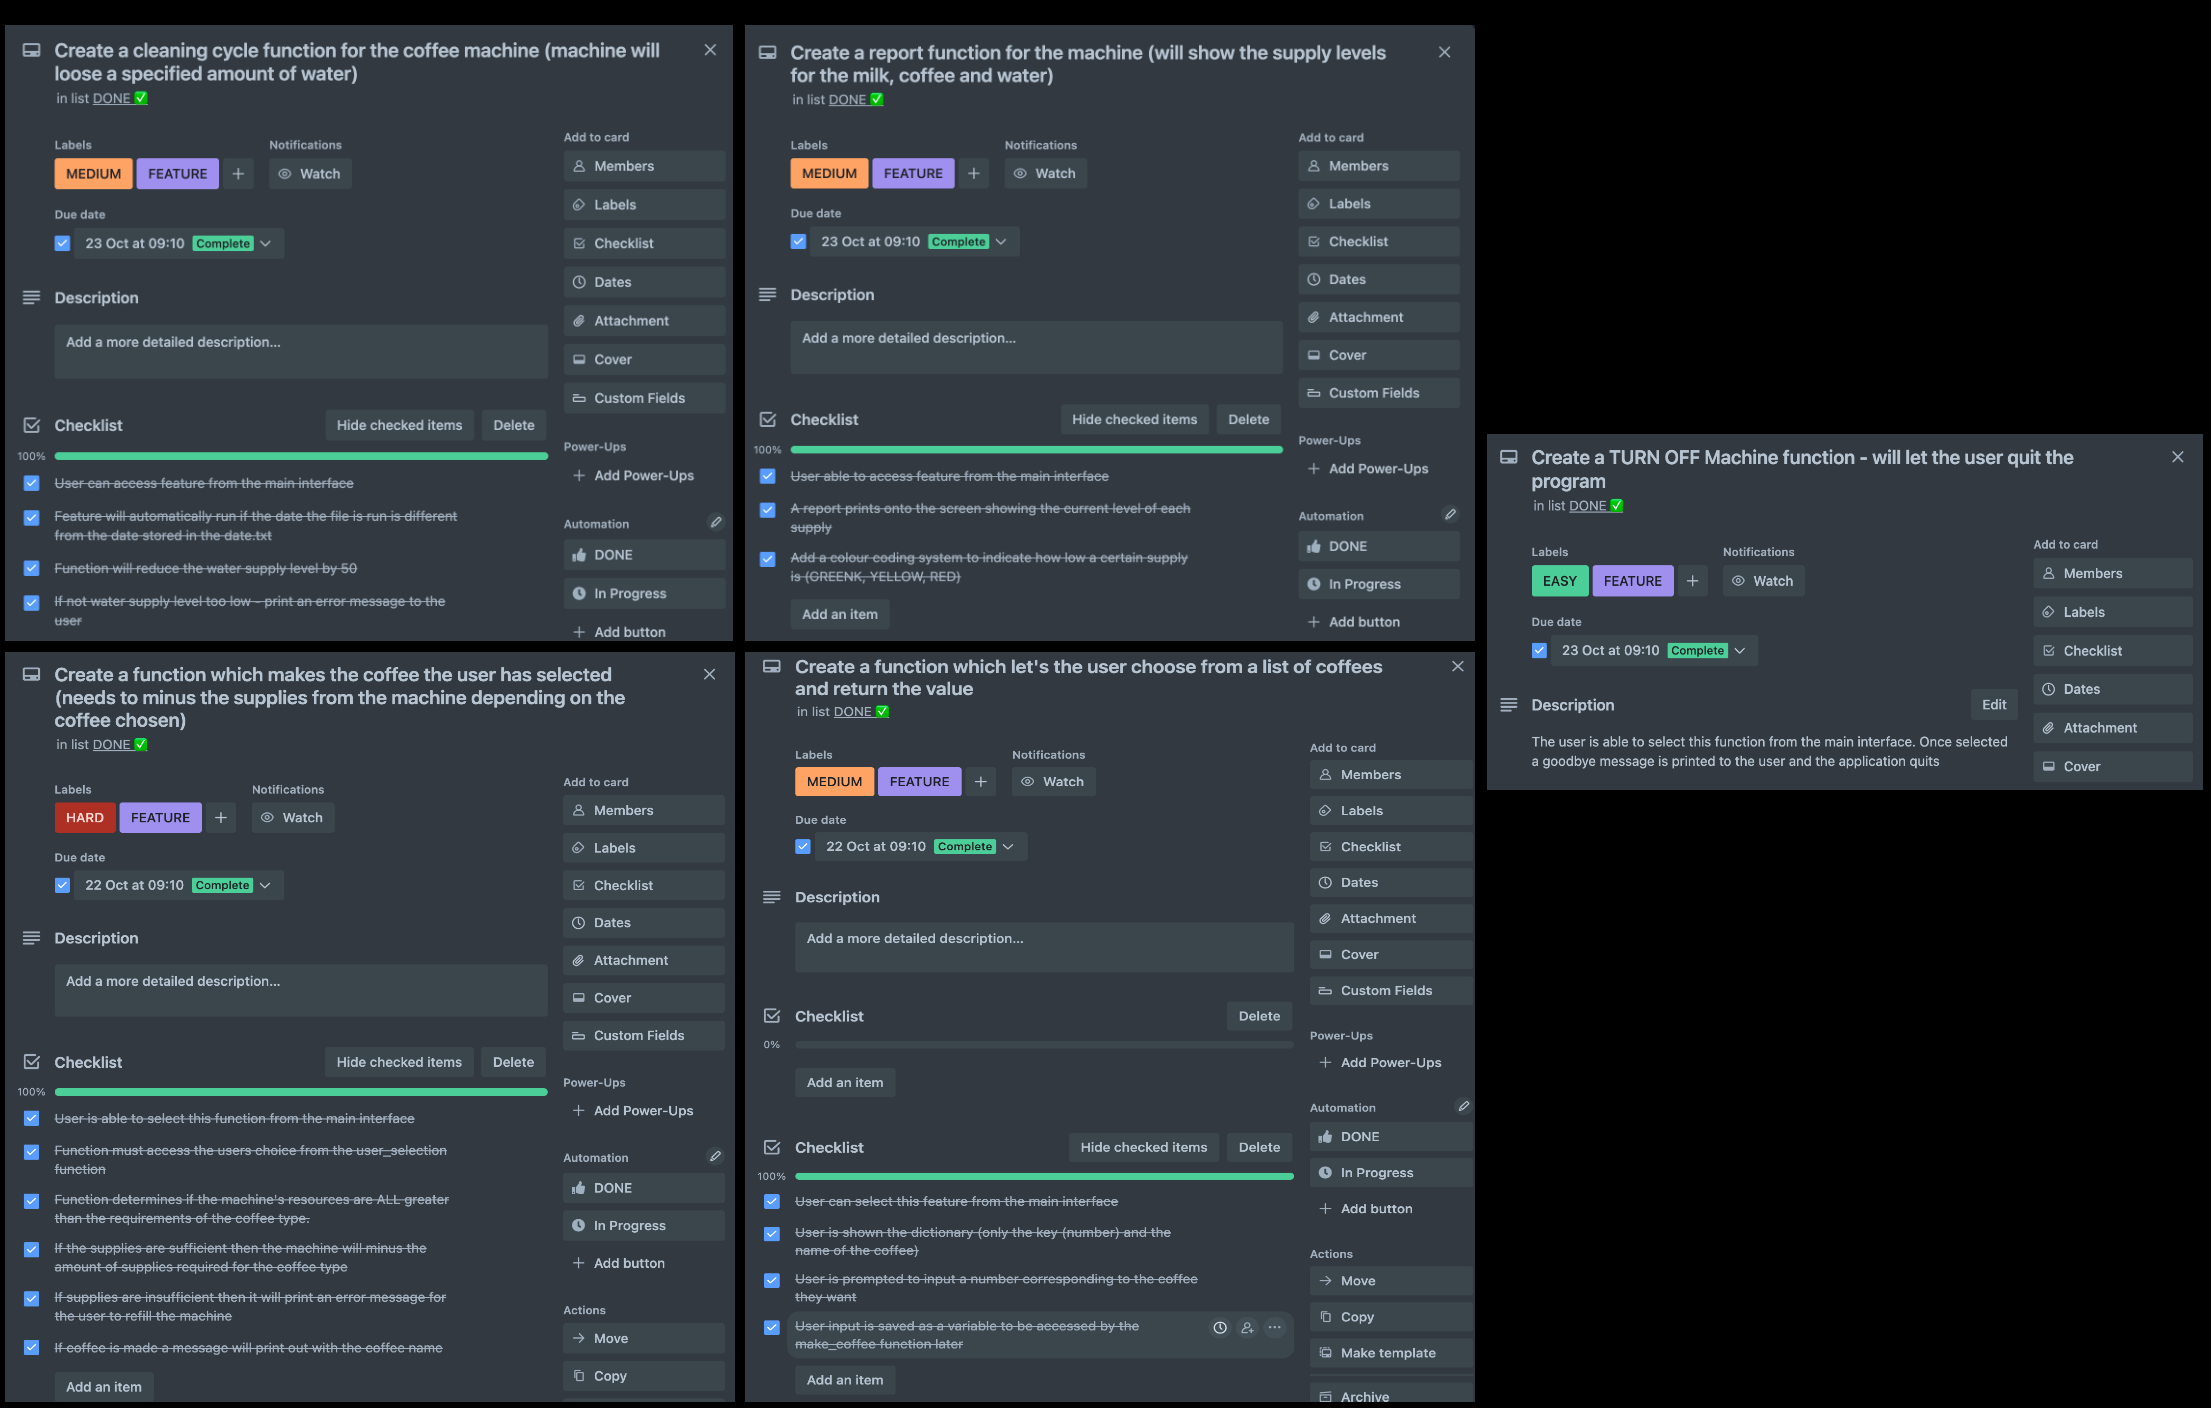 Create a cleaning cycle function for the coffee machine (machine will
loose a specified amount of water)
in list DONE ✅
Labels
MEDIUM
FEATURE
Notifications
Watch
Due date
23 Oct at 09:10 Complete
Description
Add a more detailed description...
Checklist
Hide checked items
Delete
100%
User can access feature from the main interface
Feature will automatically run if the date the file is run is different
from the date stored in the date.txt
Function will reduce the water supply level by 50
If not water supply level too low - print an error message to the
user
Add to card
Members
Labels
Checklist
Dates
Attachment
Cover
Custom Fields
Power-Ups
Add Power-Ups
Automation
DONE
In Progress
Add button
Create a report function for the machine (will show the supply levels
for the milk, coffee and water)
in list DONE ✅
Labels
MEDIUM
FEATURE
Notifications
Watch
Due date
23 Oct at 09:10 Complete
Description
Add a more detailed description...
Checklist
Hide checked items
Delete
100%
User able to access feature from the main interface
A report prints onto the screen showing the current level of each
supply
Add a colour coding system to indicate how low a certain supply
is (GREENK, YELLOW, RED)
Add an item
Add to card
Members
Labels
Checklist
Dates
Attachment
Cover
Custom Fields
Power-Ups
Add Power-Ups
Automation
DONE
In Progress
Add button
Create a TURN OFF Machine function - will let the user quit the
program
in list DONE ✅
Labels
EASY
FEATURE
Notifications
Watch
Due date
23 Oct at 09:10 Complete
Description
Edit
The user is able to select this function from the main interface. Once selected
a goodbye message is printed to the user and the application quits
Add to card
Members
Labels
Checklist
Dates
Attachment
Cover
Create a function which makes the coffee the user has selected
(needs to minus the supplies from the machine depending on the
coffee chosen)
in list DONE ✅
Labels
HARD
FEATURE
Notifications
Watch
Due date
22 Oct at 09:10 Complete
Description
Add a more detailed description...
Checklist
Hide checked items
Delete
100%
User is able to select this function from the main interface
Function must access the users choice from the user_selection
function
Function determines if the machine's resources are ALL greater
than the requirements of the coffee type.
If the supplies are sufficient then the machine will minus the
amount of supplies required for the coffee type
If supplies are insufficient then it will print an error message for
the user to refill the machine
If coffee is made a message will print out with the coffee name
Add an item
Add to card
Members
Labels
Checklist
Dates
Attachment
Cover
Custom Fields
Power-Ups
Add Power-Ups
Automation
DONE
In Progress
Add button
Actions
Move
Copy
Create a function which let's the user choose from a list of coffees
and return the value
in list DONE ✅
Labels
MEDIUM
FEATURE
Notifications
Watch
Due date
22 Oct at 09:10 Complete
Description
Add a more detailed description...
Checklist
Delete
0%
Add an item
Checklist
Hide checked items
Delete
100%
User can select this feature from the main interface
User is shown the dictionary (only the key (number) and the
name of the coffee)
User is prompted to input a number corresponding to the coffee
they want
User input is saved as a variable to be accessed by the
make_coffee function later
Add an item
Add to card
Members
Labels
Checklist
Dates
Attachment
Cover
Custom Fields
Power-Ups
Add Power-Ups
Automation
DONE
In Progress
Add button
Actions
Move
Copy
Make template
Archive